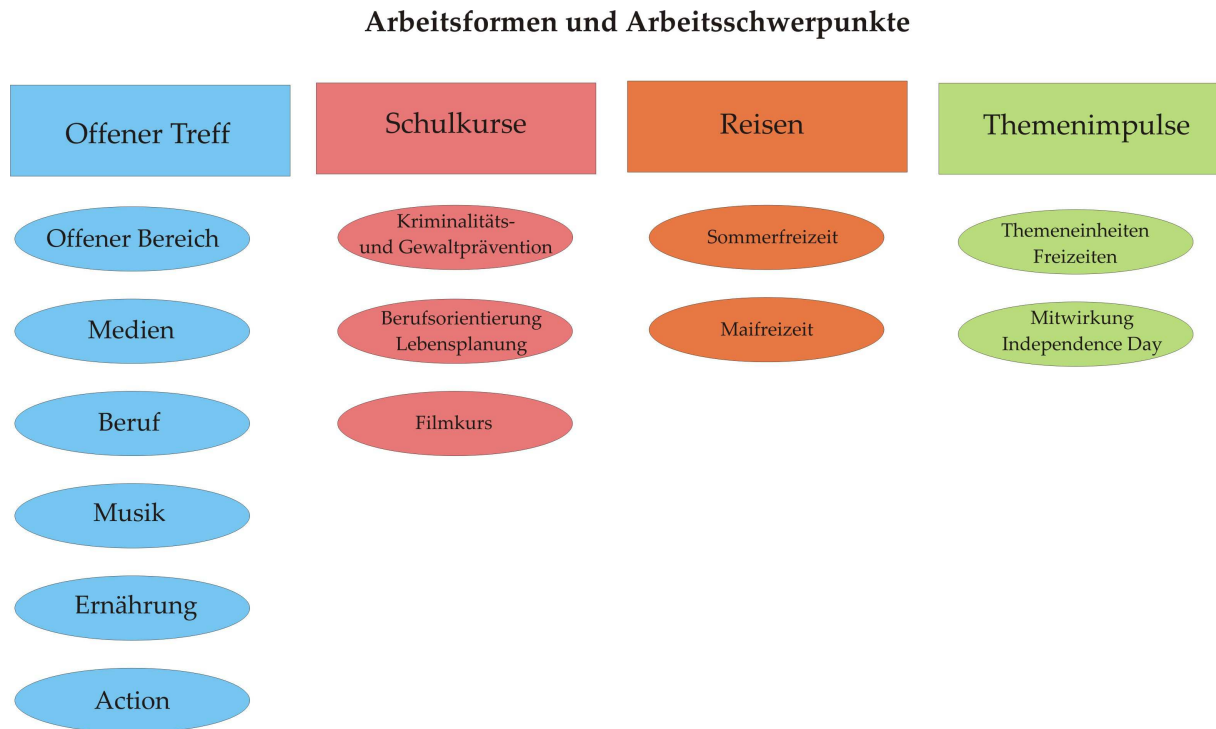 Arbeitsformen und Arbeitsschwerpunkte
Offener Treff
Offener Bereich
Medien
Beruf
Musik
Ernährung
Action
Schulkurse
Kriminalitäts-
und Gewaltprävention
Berufsorientierung
Lebensplanung
Filmkurs
Reisen
Sommerfreizeit
Maifreizeit
Themenimpulse
Themeneinheiten
Freizeiten
Mitwirkung
Independence Day